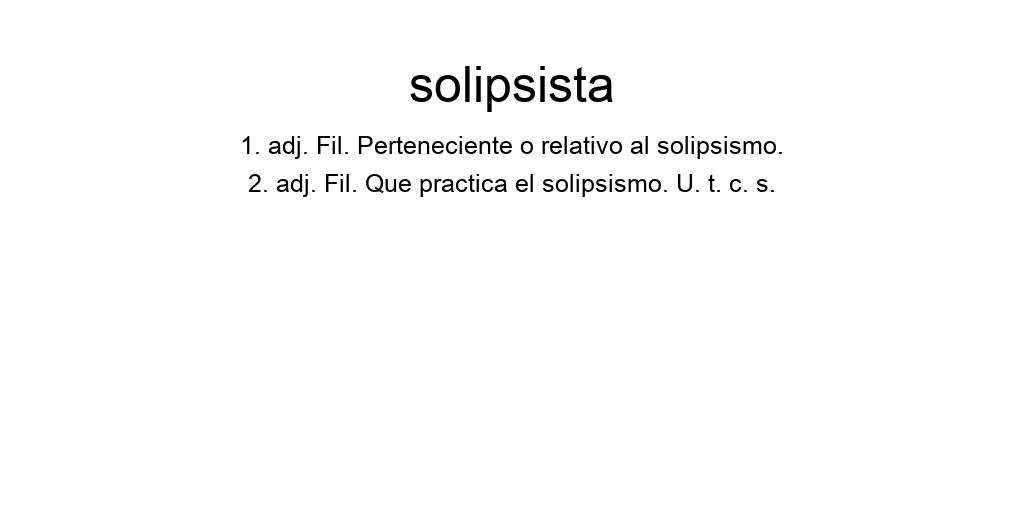 solipsista
1. adj. Fil. Perteneciente o relativo al solipsismo.
2. adj. Fil. Que practica el solipsismo. U. t. c. s.